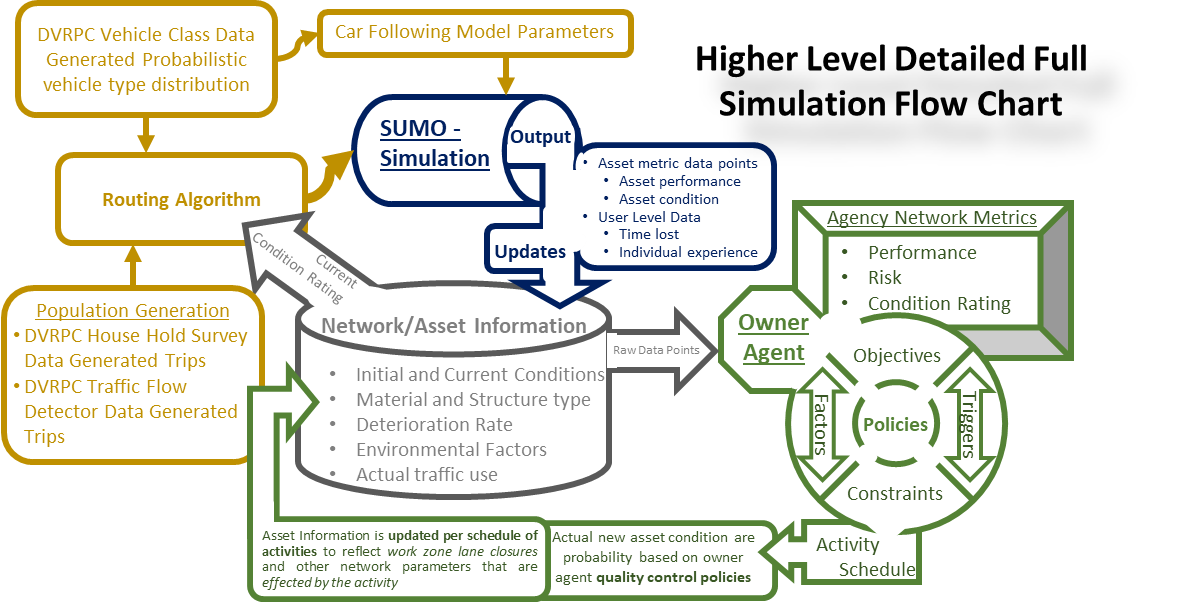 Higher Level Detailed Full
Simulation Flow Chart
DVRPC Vehicle Class Data
Generated Probabilistic
vehicle type distribution
Car Following Model Parameters
SUMO -
Simulation
Output
• Asset metric data points
• Asset performance
• Asset condition
• User Level Data
• Time lost
• Individual experience
Updates
Routing Algorithm
Current
Condition Rating
Population Generation
• DVRPC House Hold Survey
Data Generated Trips
• DVRPC Traffic Flow
Detector Data Generated
Trips
Network/Asset Information
• Initial and Current Conditions
• Material and Structure type
• Deterioration Rate
• Environmental Factors
• Actual traffic use
Raw Data Points
Agency Network Metrics
• Performance
• Risk
• Condition Rating
Owner
Agent
Objectives
Factors
Policies
Triggers
Constraints
Activity
Schedule
Actual new asset condition are
probability based on owner
agent quality control policies
Asset Information is updated per schedule of
activities to reflect work zone lane closures
and other network parameters that are
effected by the activity